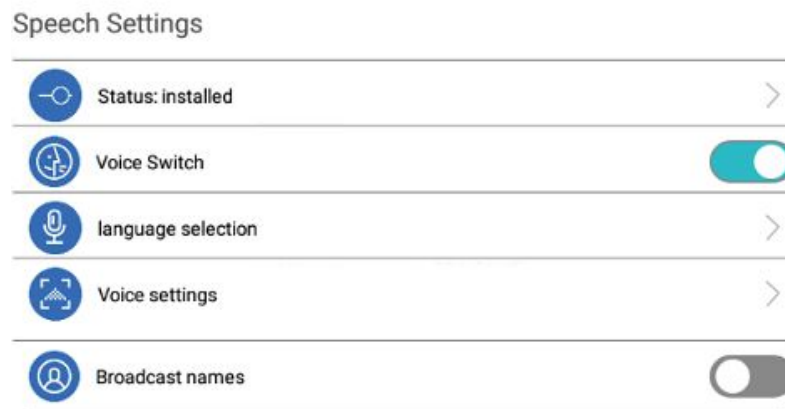 Speech Settings
Status: installed
Voice Switch
language selection
Voice settings
Broadcast names